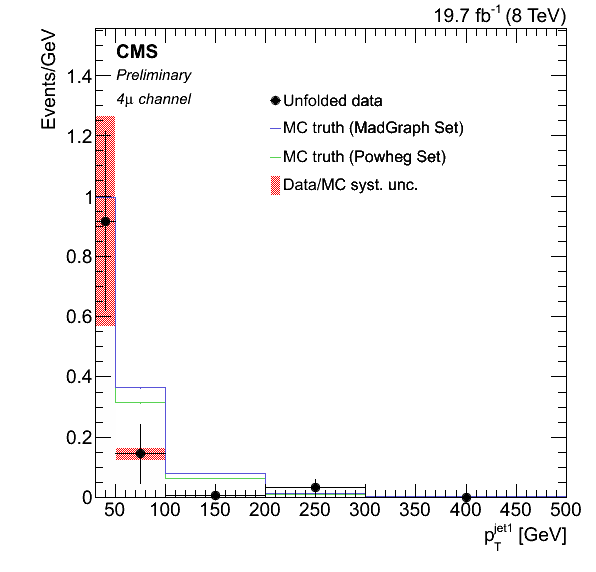 19.7 fb⁻¹ (8 TeV)
Events/GeV
CMS
Preliminary
4μ channel
Unfolded data
MC truth (MadGraph Set)
MC truth (Powheg Set)
Data/MC syst. unc.
1.4
1.2
1
0.8
0.6
0.4
0.2
0
50 100 150 200 250 300 350 400 450 500
p_T^jet1 [GeV]